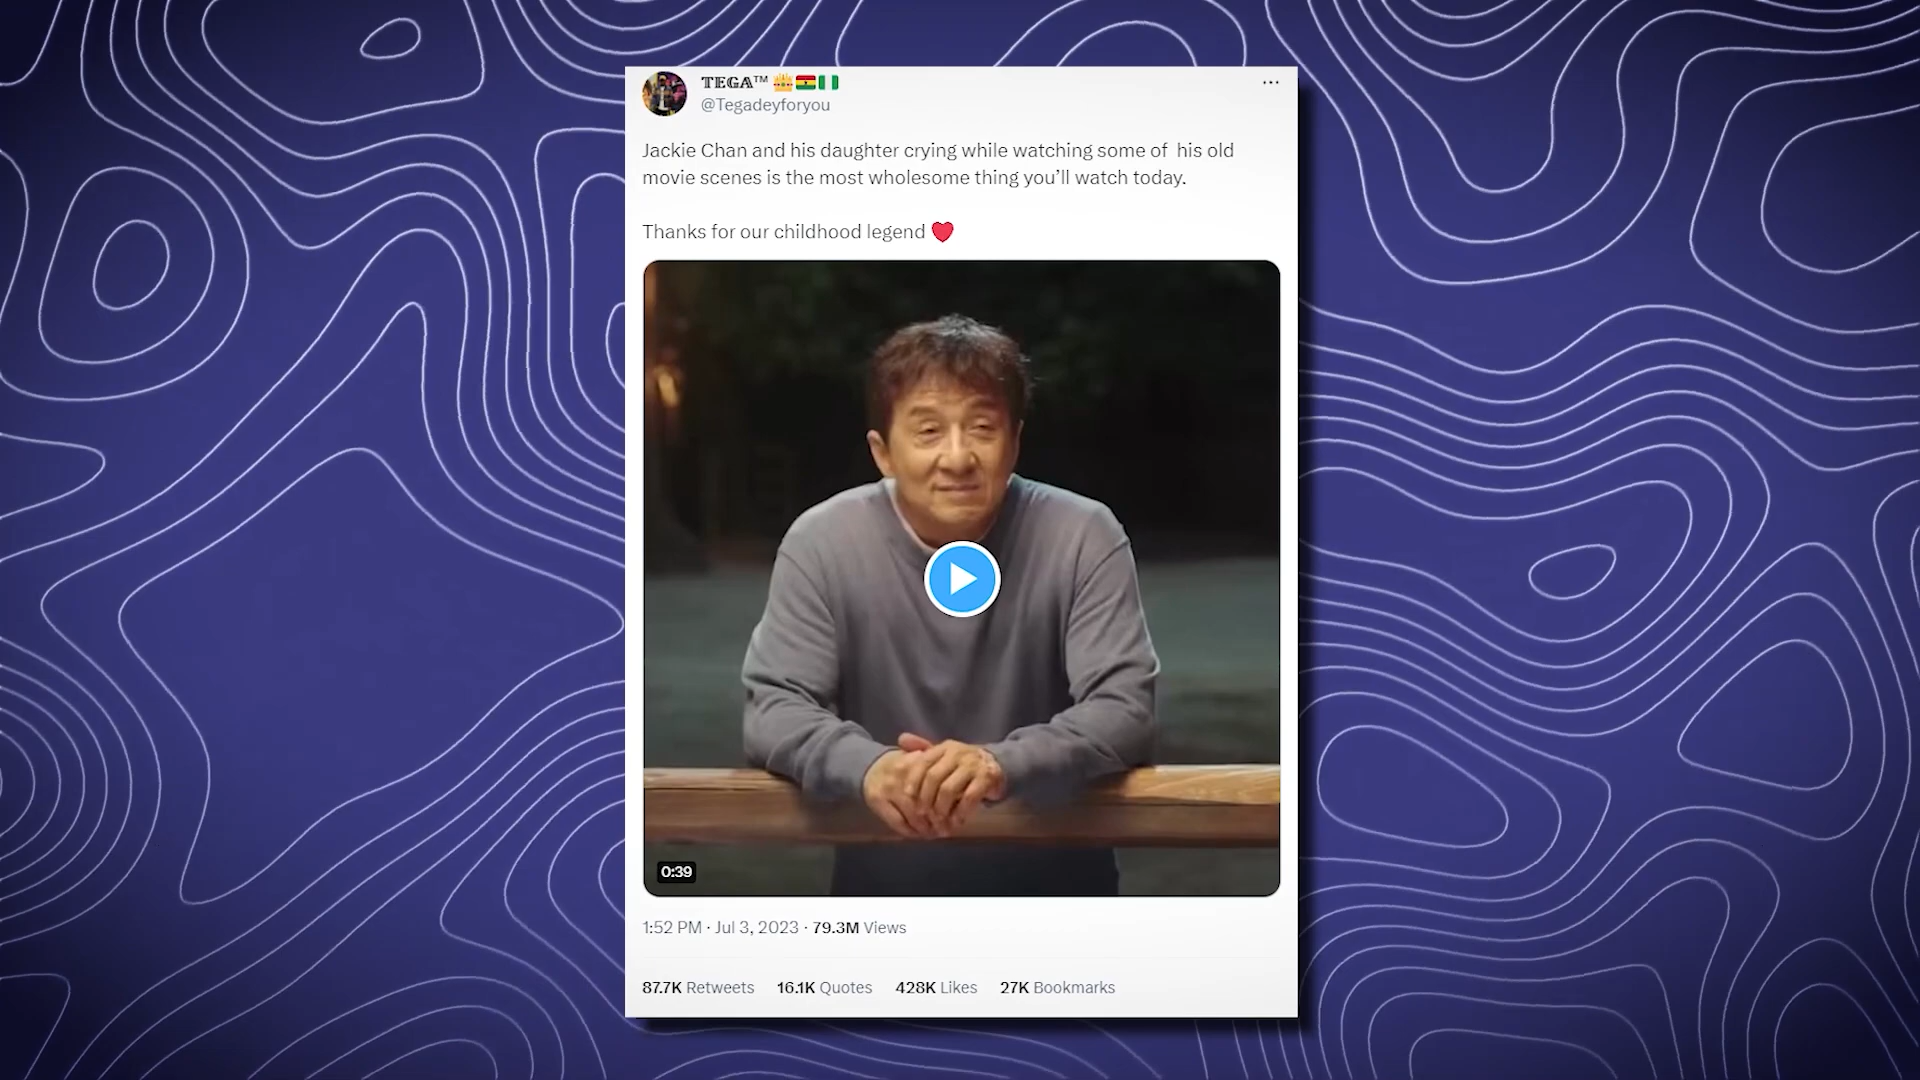 TEGA™ 👑🇬🇭🇳🇬
@Tegadeyforyou
Jackie Chan and his daughter crying while watching some of  his old
movie scenes is the most wholesome thing you’ll watch today.
Thanks for our childhood legend ❤️
0:39
1:52 PM · Jul 3, 2023 · 79.3M Views
87.7K Retweets 16.1K Quotes 428K Likes 27K Bookmarks